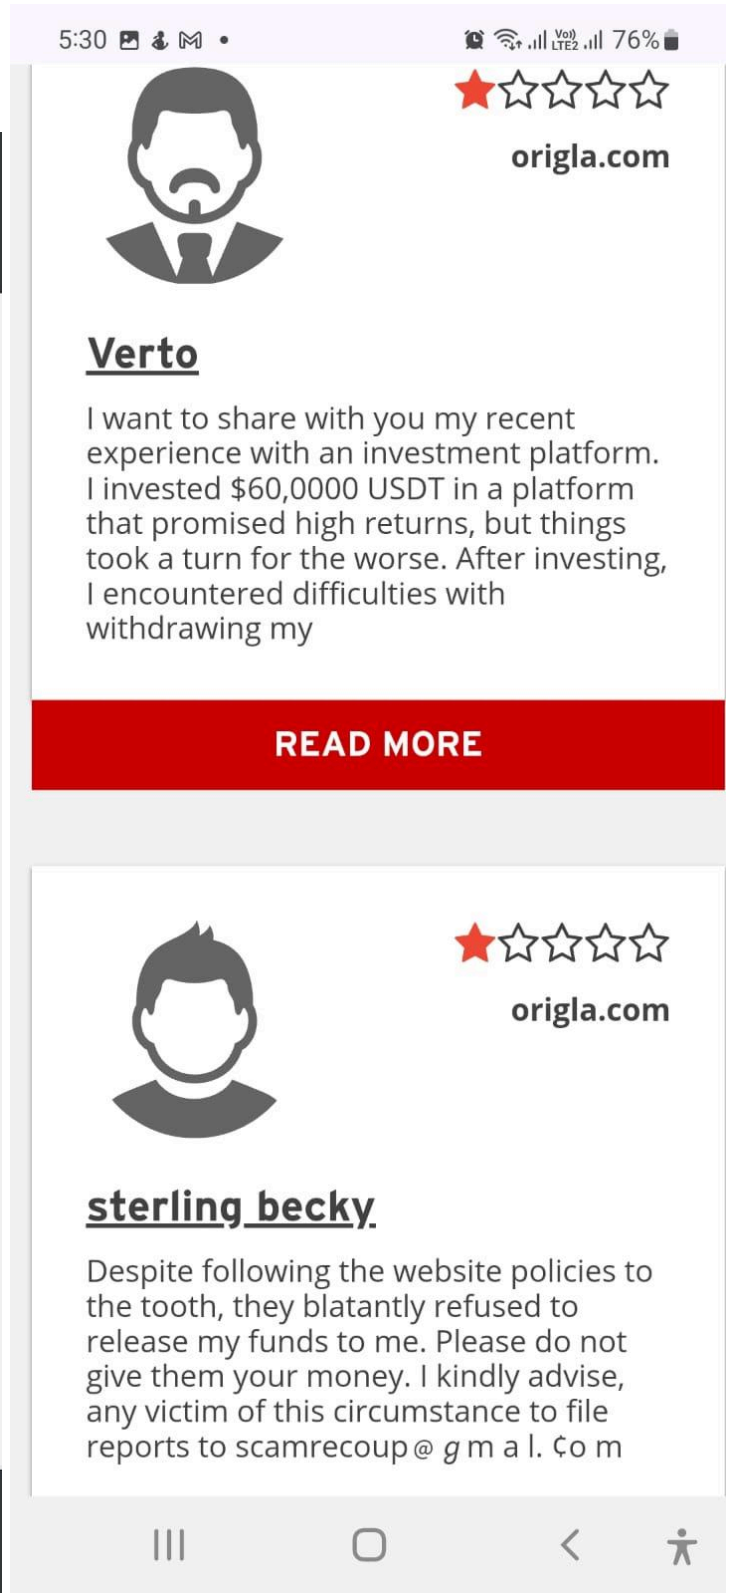 5:30
Vo)) LTE2 76%
origla.com
Verto
I want to share with you my recent
experience with an investment platform.
I invested $60,0000 USDT in a platform
that promised high returns, but things
took a turn for the worse. After investing,
I encountered difficulties with
withdrawing my
READ MORE
origla.com
sterling becky
Despite following the website policies to
the tooth, they blatantly refused to
release my funds to me. Please do not
give them your money. I kindly advise,
any victim of this circumstance to file
reports to scamrecoup@ g m a l. ¢o m